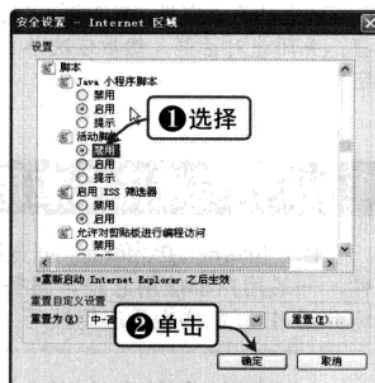 安全设置 - Internet 区域
设置
脚本
Java 小程序脚本
禁用
启用
提示
❶选择
活动脚
禁用
启用
提示
启用 XSS 筛选器
禁用
启用
允许对剪贴板进行编程访问
禁用
*重新启动 Internet Explorer 之后生效
重置自定义设置
重置为(R): 中-高
❷单击
重置(E)...
确定
取消